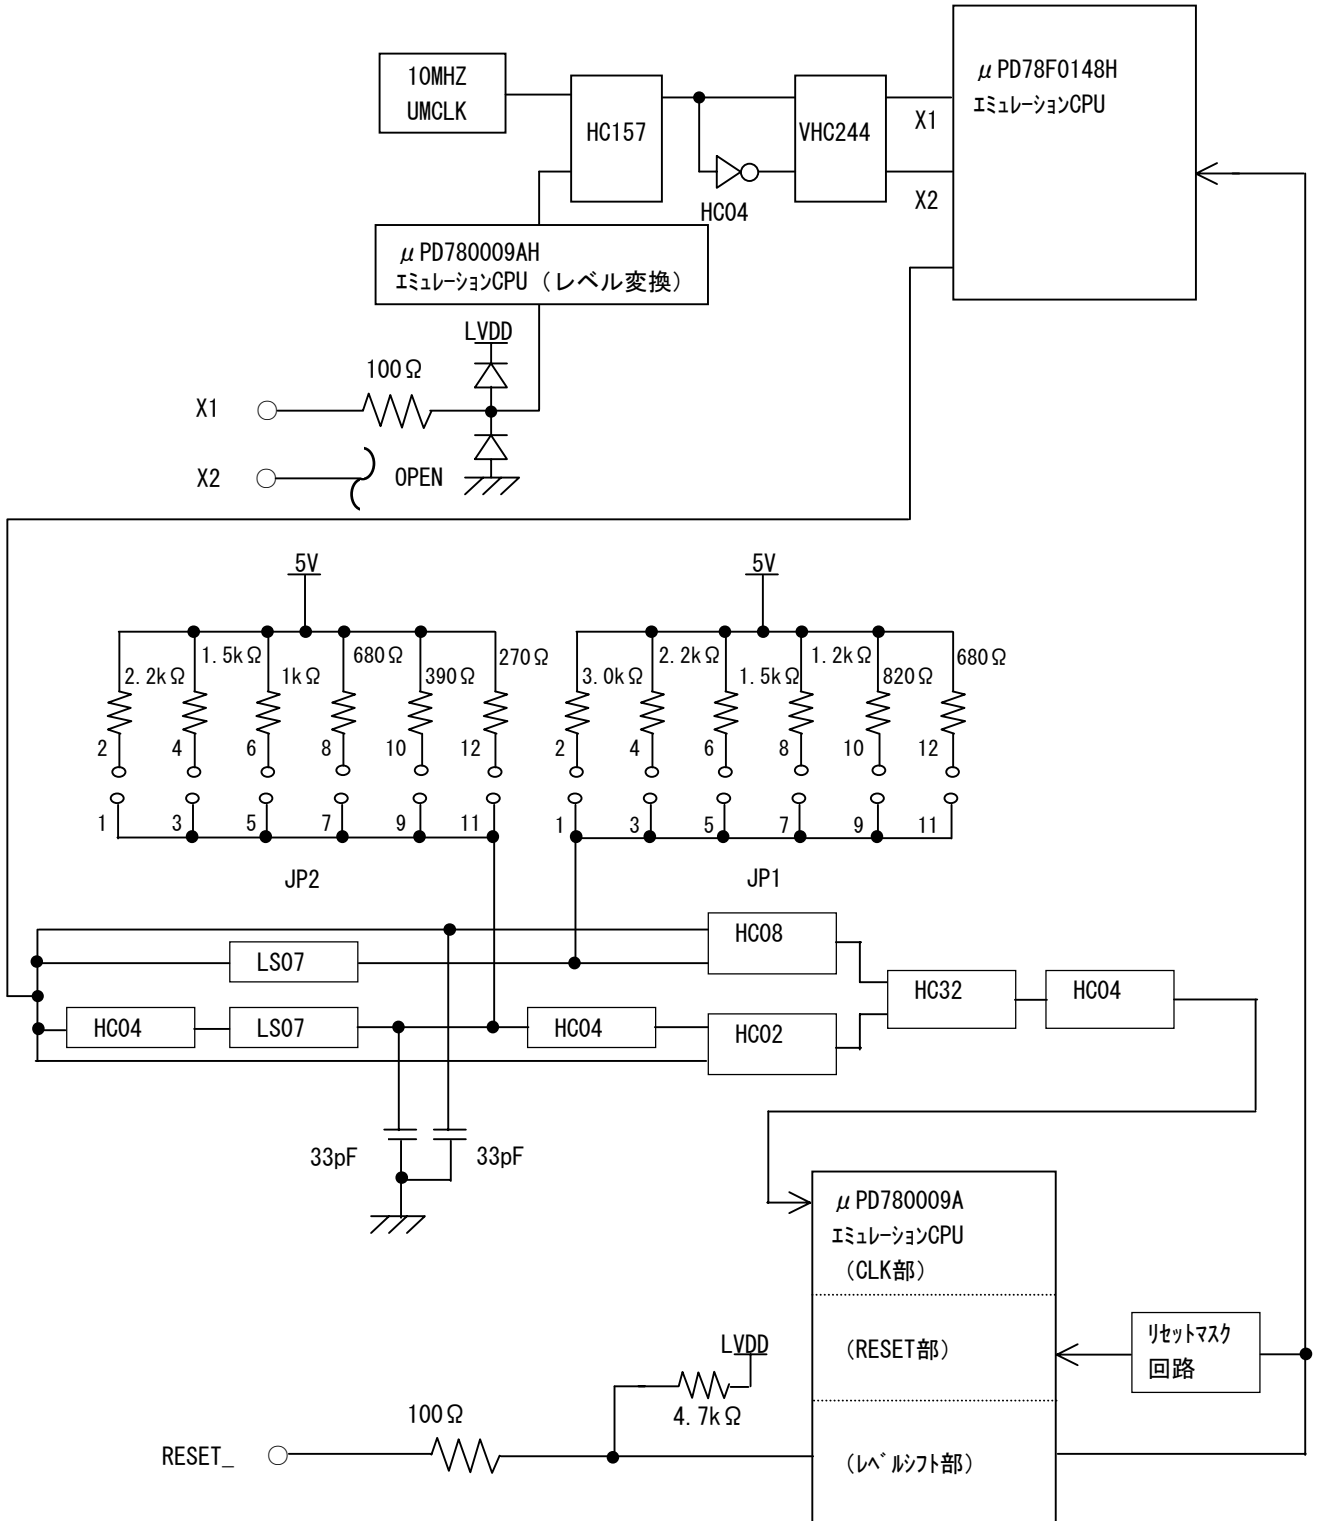 10MHZ
UMCLK
HC157
VHC244
HC04
X1
X2
μPD78F0148H
エミュレーションCPU
μPD780009AH
エミュレーションCPU（レベル変換）
LVDD
100Ω
X1
X2
OPEN
5V
2.2kΩ
1.5kΩ
1kΩ
680Ω
390Ω
270Ω
2
4
6
8
10
12
1
3
5
7
9
11
JP2
5V
3.0kΩ
2.2kΩ
1.5kΩ
1.2kΩ
820Ω
680Ω
2
4
6
8
10
12
1
3
5
7
9
11
JP1
LS07
HC08
HC04
LS07
HC04
HC02
HC32
HC04
33pF
33pF
μPD780009A
エミュレーションCPU
（CLK部）
（RESET部）
（レベルシフト部）
リセットマスク
回路
LVDD
4.7kΩ
100Ω
RESET_